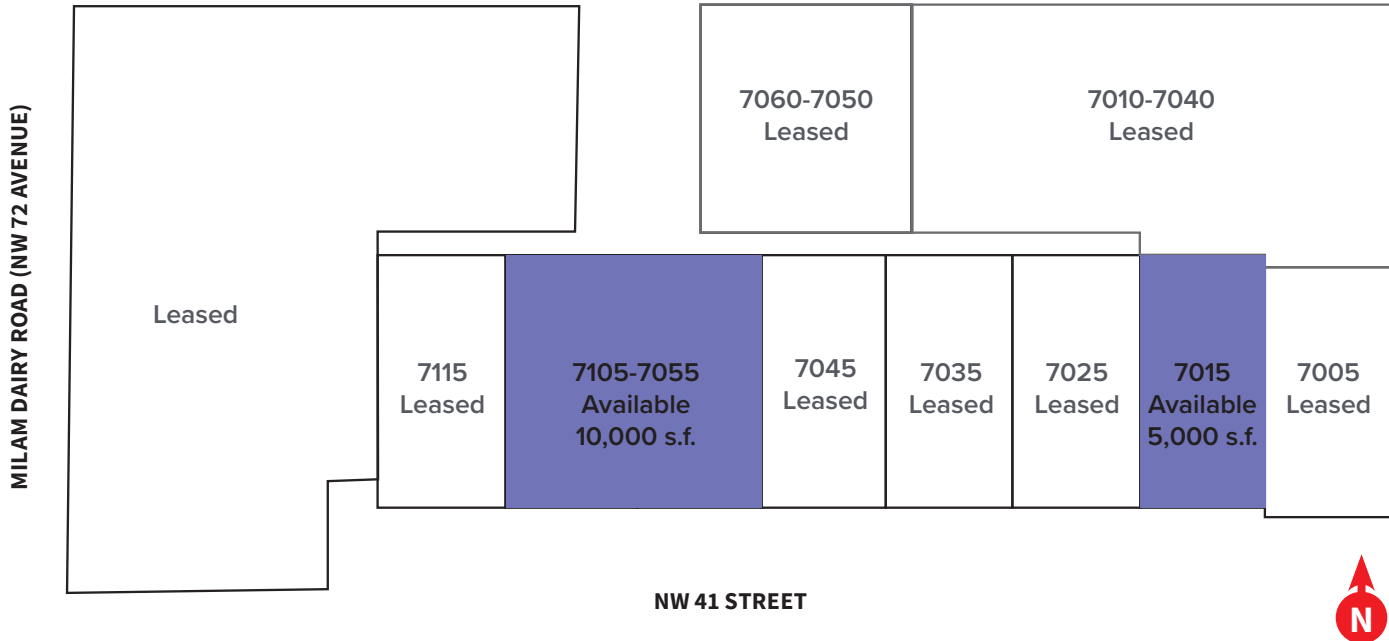 MILAM DAIRY ROAD (NW 72 AVENUE)
7060-7050
Leased
7010-7040
Leased
Leased
7115
Leased
7105-7055
Available
10,000 s.f.
7045
Leased
7035
Leased
7025
Leased
7015
Available
5,000 s.f.
7005
Leased
NW 41 STREET
N